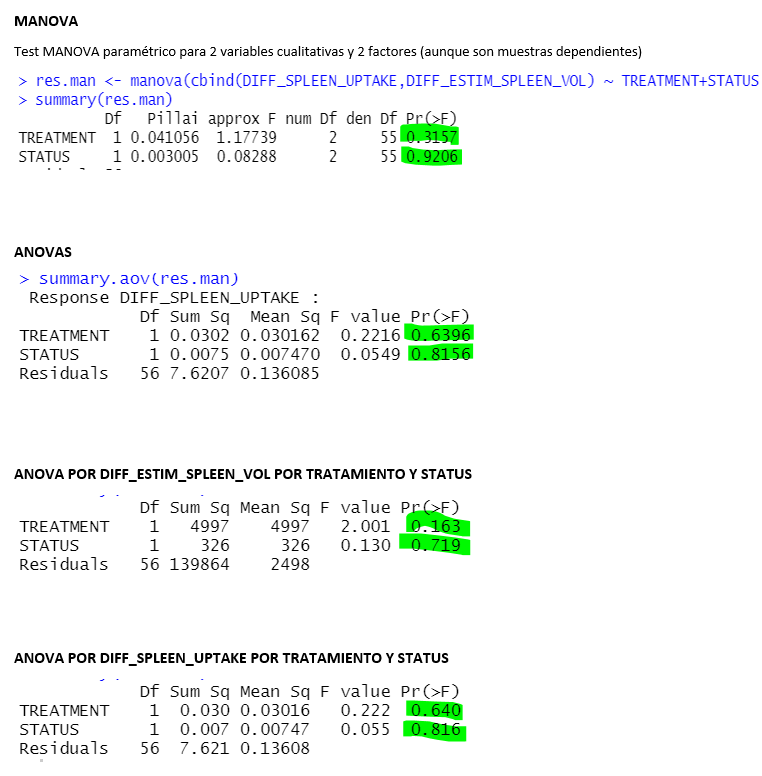 MANOVA
Test MANOVA paramétrico para 2 variables cualitativas y 2 factores (aunque son muestras dependientes)
> res.man <- manova(cbind(DIFF_SPLEEN_UPTAKE,DIFF_ESTIM_SPLEEN_VOL) ~ TREATMENT+STATUS
> summary(res.man)
Df Pillai approx F num Df den Df Pr(>F)
TREATMENT 1 0.041056 1.17739 2 55 0.3157
STATUS 1 0.003005 0.08288 2 55 0.9206
ANOVAS
> summary.aov(res.man)
Response DIFF_SPLEEN_UPTAKE :
Df Sum Sq Mean Sq F value Pr(>F)
TREATMENT 1 0.0302 0.030162 0.2216 0.6396
STATUS 1 0.0075 0.007470 0.0549 0.8156
Residuals 56 7.6207 0.136085
ANOVA POR DIFF_ESTIM_SPLEEN_VOL POR TRATAMIENTO Y STATUS
Df Sum Sq Mean Sq F value Pr(>F)
TREATMENT 1 4997 4997 2.001 0.163
STATUS 1 326 326 0.130 0.719
Residuals 56 139864 2498
ANOVA POR DIFF_SPLEEN_UPTAKE POR TRATAMIENTO Y STATUS
Df Sum Sq Mean Sq F value Pr(>F)
TREATMENT 1 0.030 0.03016 0.222 0.640
STATUS 1 0.007 0.00747 0.055 0.816
Residuals 56 7.621 0.13608